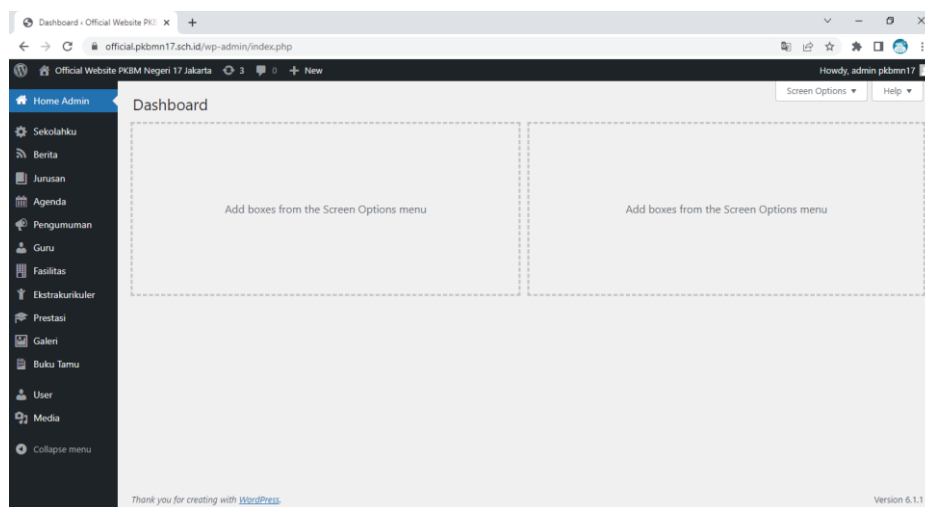 Dashboard ‹ Official Website PKB
official.pkbmn17.sch.id/wp-admin/index.php
Official Website PKBM Negeri 17 Jakarta 3 0 + New Howdy, admin pkbmn17
Screen Options ▼ Help ▼
Home Admin
Dashboard
Sekolahku
Berita
Jurusan
Agenda
Pengumuman
Guru
Fasilitas
Ekstrakurikuler
Prestasi
Galeri
Buku Tamu
User
Media
Collapse menu
Add boxes from the Screen Options menu
Add boxes from the Screen Options menu
Thank you for creating with WordPress.
Version 6.1.1